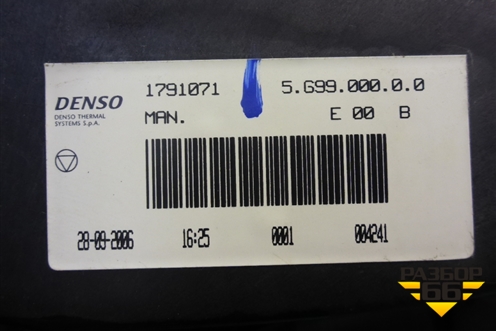 DENSO
DENSO THERMAL
SYSTEMS S.p.A.
1791071 5.G99.000.0.0
MAN. E 00 B
28-09-2006 16:25 0001 004241
РАЗБОР
66